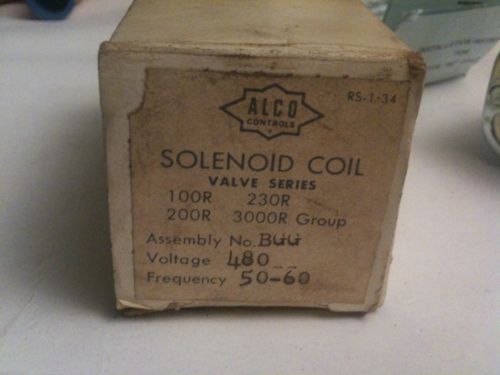 ALCO
CONTROLS
RS-1-34
SOLENOID COIL
VALVE SERIES
100R 230R
200R 3000R Group
Assembly No. BGG
Voltage 480
Frequency 50-60